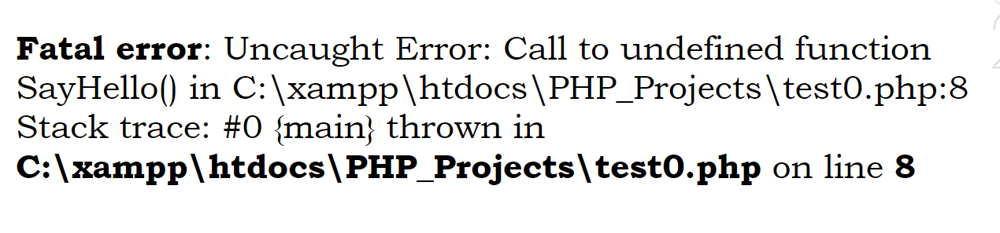 Fatal error: Uncaught Error: Call to undefined function
SayHello() in C:\xampp\htdocs\PHP_Projects\test0.php:8
Stack trace: #0 {main} thrown in
C:\xampp\htdocs\PHP_Projects\test0.php on line 8